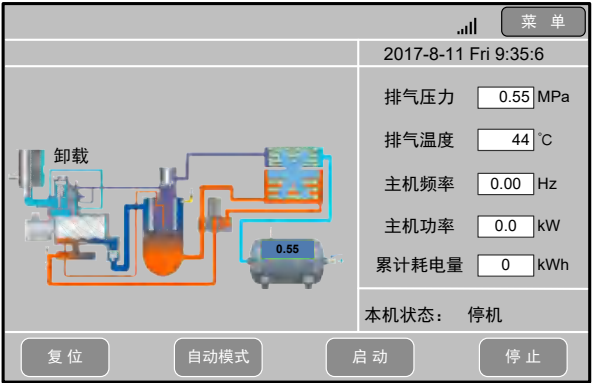 菜 单
2017-8-11 Fri 9:35:6
排气压力 0.55 MPa
排气温度 44 ℃
卸载
主机频率 0.00 Hz
主机功率 0.0 kW
0.55
累计耗电量 0 kWh
本机状态： 停机
复 位 自动模式 启 动 停 止